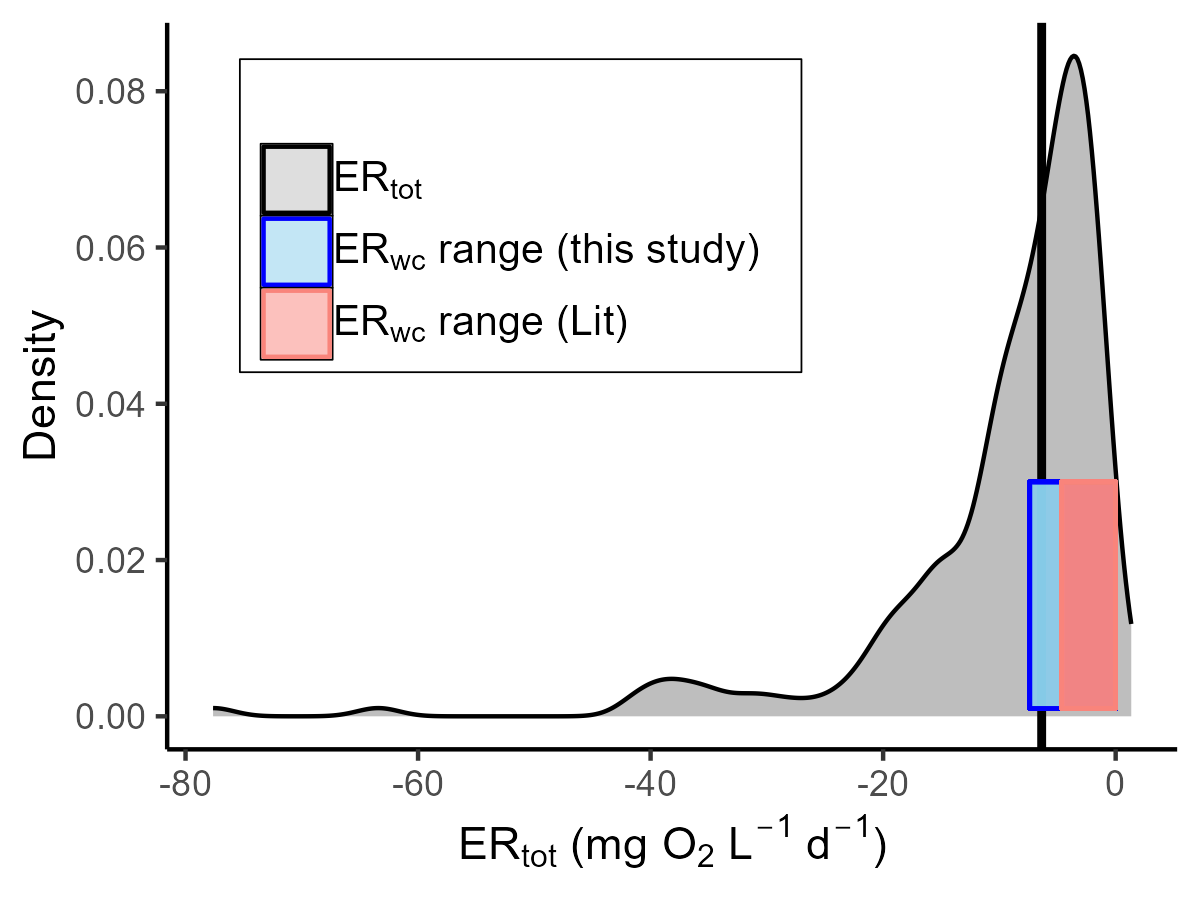 Density
0.08
0.06
0.04
0.02
0.00
ERtot
ERwc range (this study)
ERwc range (Lit)
-80 -60 -40 -20 0
ERtot (mg O2 L−1 d−1)